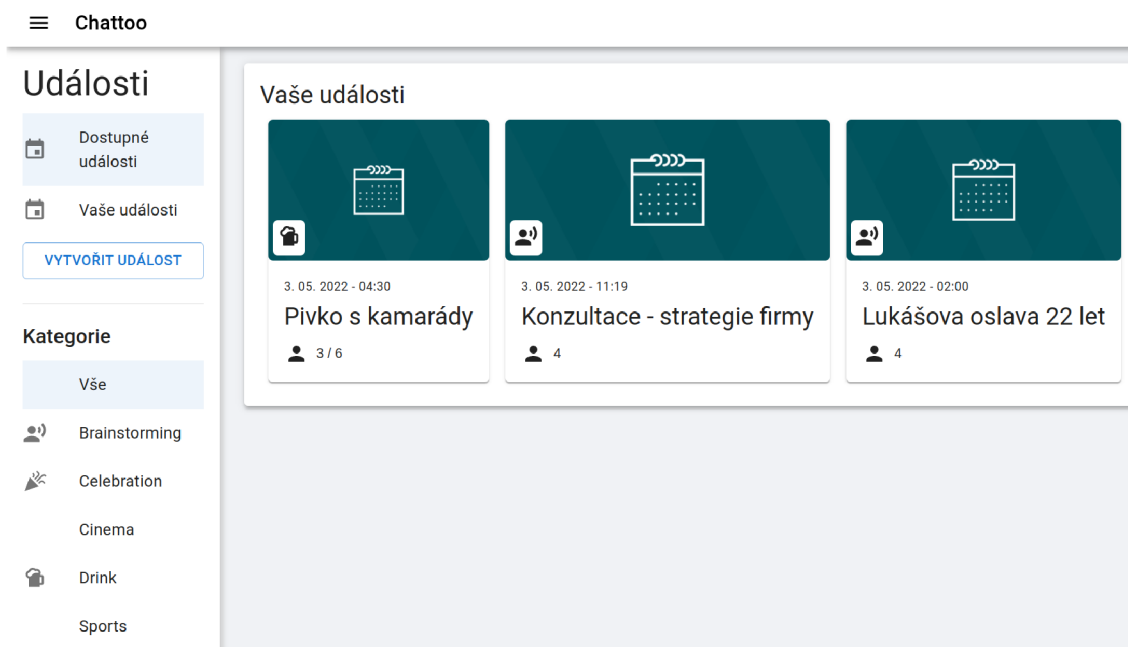 Chattoo
Události
Dostupné
události
Vaše události
VYTVOŘIT UDÁLOST
Kategorie
Vše
Brainstorming
Celebration
Cinema
Drink
Sports
Vaše události
3. 05. 2022 - 04:30
Pivko s kamarády
3 / 6
3. 05. 2022 - 11:19
Konzultace - strategie firmy
4
3. 05. 2022 - 02:00
Lukášova oslava 22 let
4